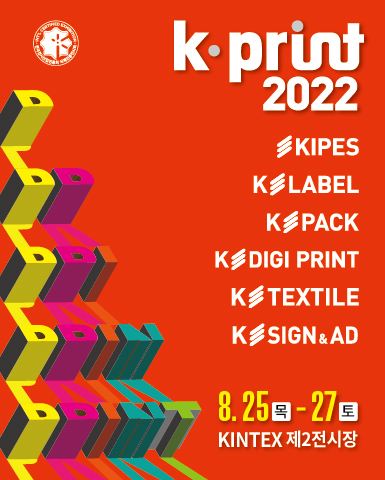 k·print
2022
KIPES
K LABEL
K PACK
K DIGI PRINT
K TEXTILE
K SIGN & AD
8. 25 목 - 27 토
KINTEX 제2전시장